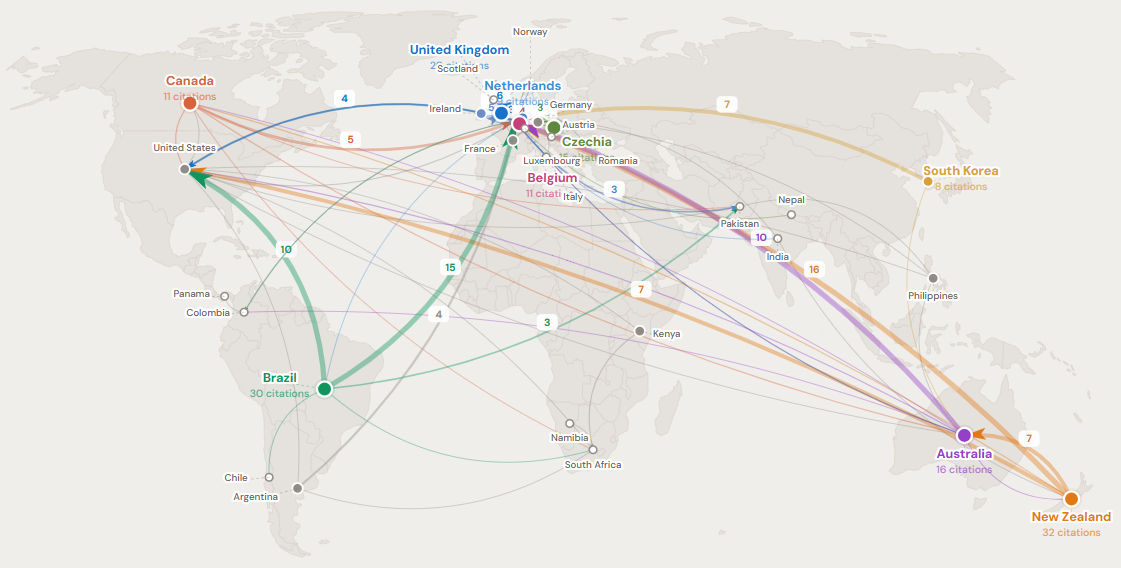 Norway
United Kingdom
Scotland
Canada
11 citations
Netherlands
6
4
Ireland
5
3
Germany
7
Austria
Czechia
5
United States
France
Luxembourg
Romania
South Korea
8 citations
Belgium
Italy
3
Nepal
Pakistan
10
India
10
15
16
Panama
Colombia
7
Philippines
4
3
Kenya
Brazil
30 citations
Namibia
South Africa
7
Australia
16 citations
Chile
Argentina
New Zealand
32 citations